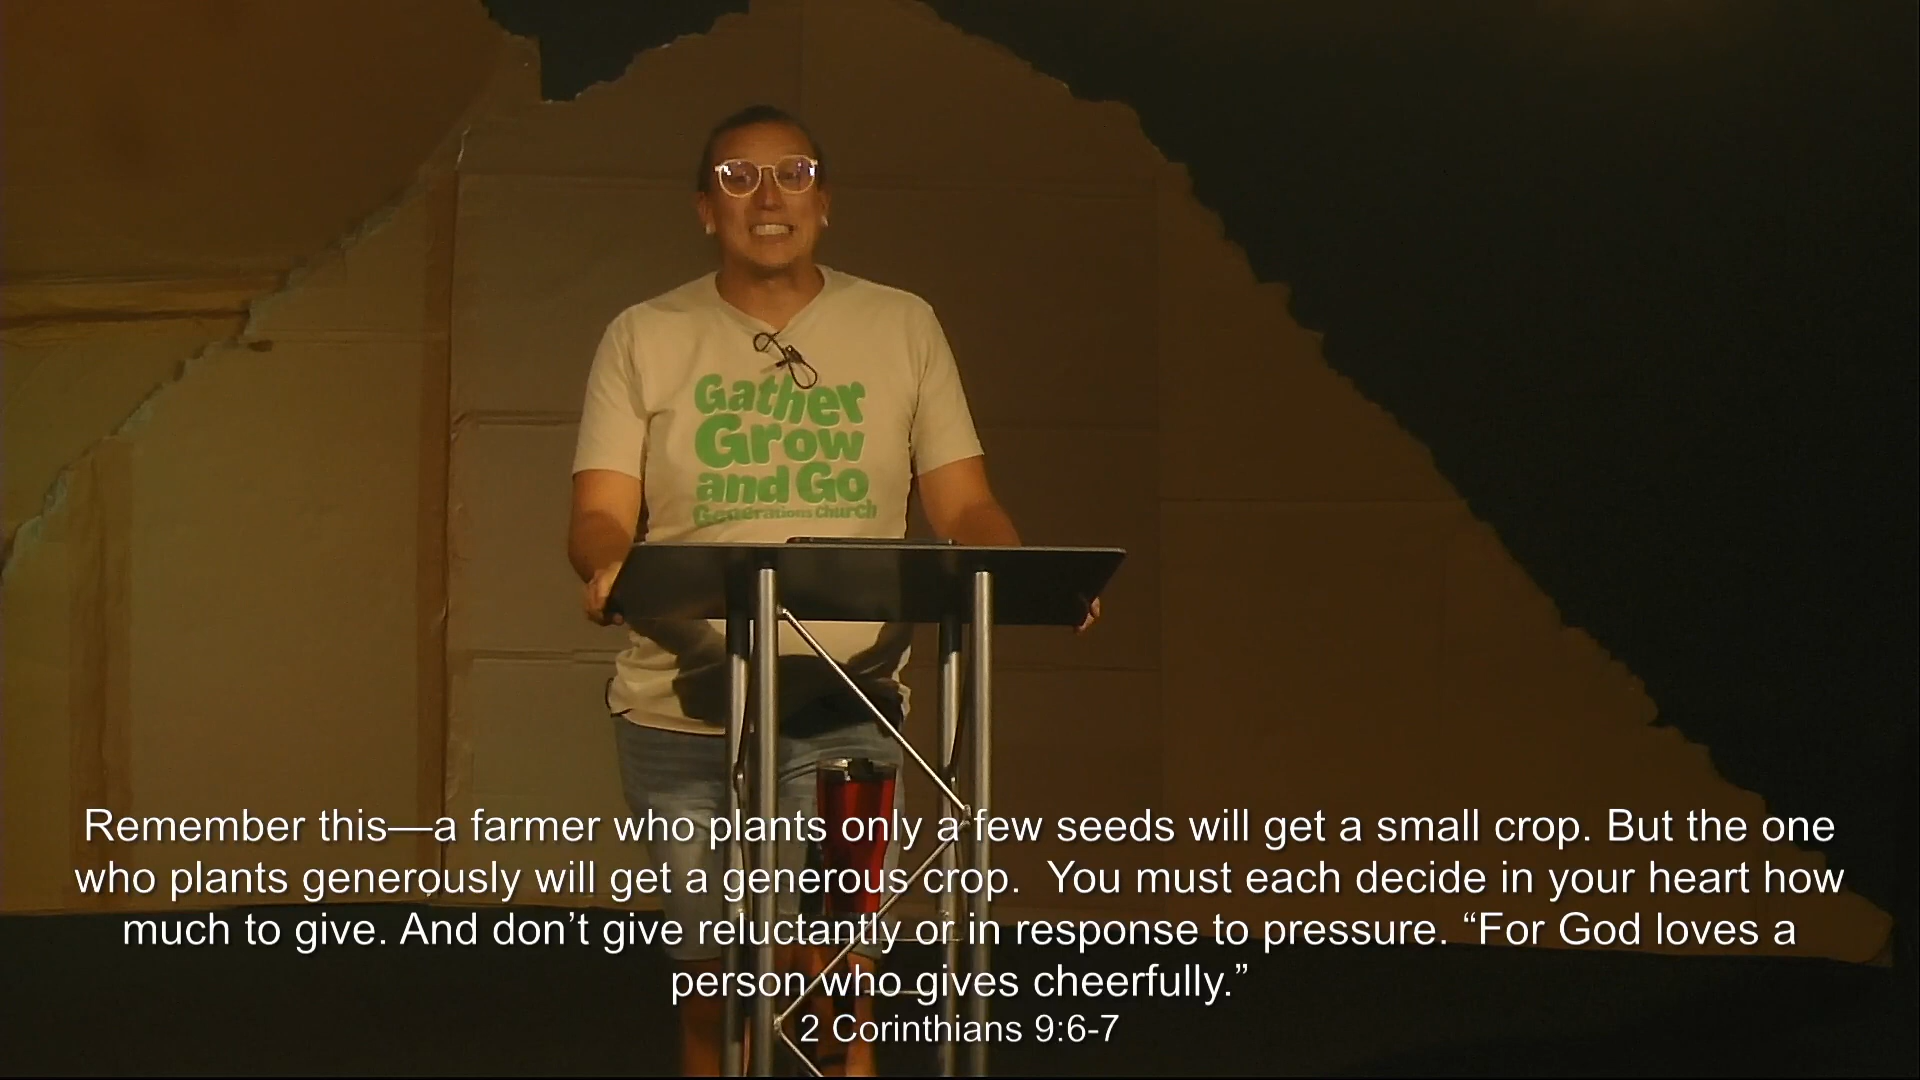 Gather
Grow
and Go
Generations Church
Remember this—a farmer who plants only a few seeds will get a small crop. But the one
who plants generously will get a generous crop.  You must each decide in your heart how
much to give. And don’t give reluctantly or in response to pressure. “For God loves a
person who gives cheerfully.”
2 Corinthians 9:6-7